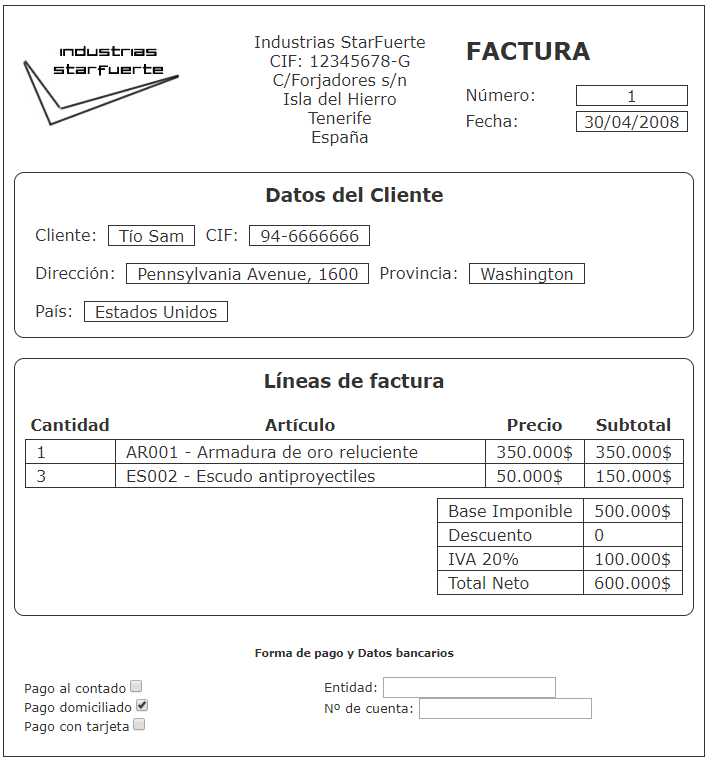 industrias
starfuerte
Industrias StarFuerte
CIF: 12345678-G
C/Forjadores s/n
Isla del Hierro
Tenerife
España
FACTURA
Número: 1
Fecha: 30/04/2008
Datos del Cliente
Cliente: Tío Sam CIF: 94-6666666
Dirección: Pennsylvania Avenue, 1600 Provincia: Washington
País: Estados Unidos
Líneas de factura
Cantidad Artículo Precio Subtotal
1 AR001 - Armadura de oro reluciente 350.000$ 350.000$
3 ES002 - Escudo antiproyectiles 50.000$ 150.000$
Base Imponible 500.000$
Descuento 0
IVA 20% 100.000$
Total Neto 600.000$
Forma de pago y Datos bancarios
Pago al contado
Pago domiciliado
Pago con tarjeta
Entidad:
Nº de cuenta: